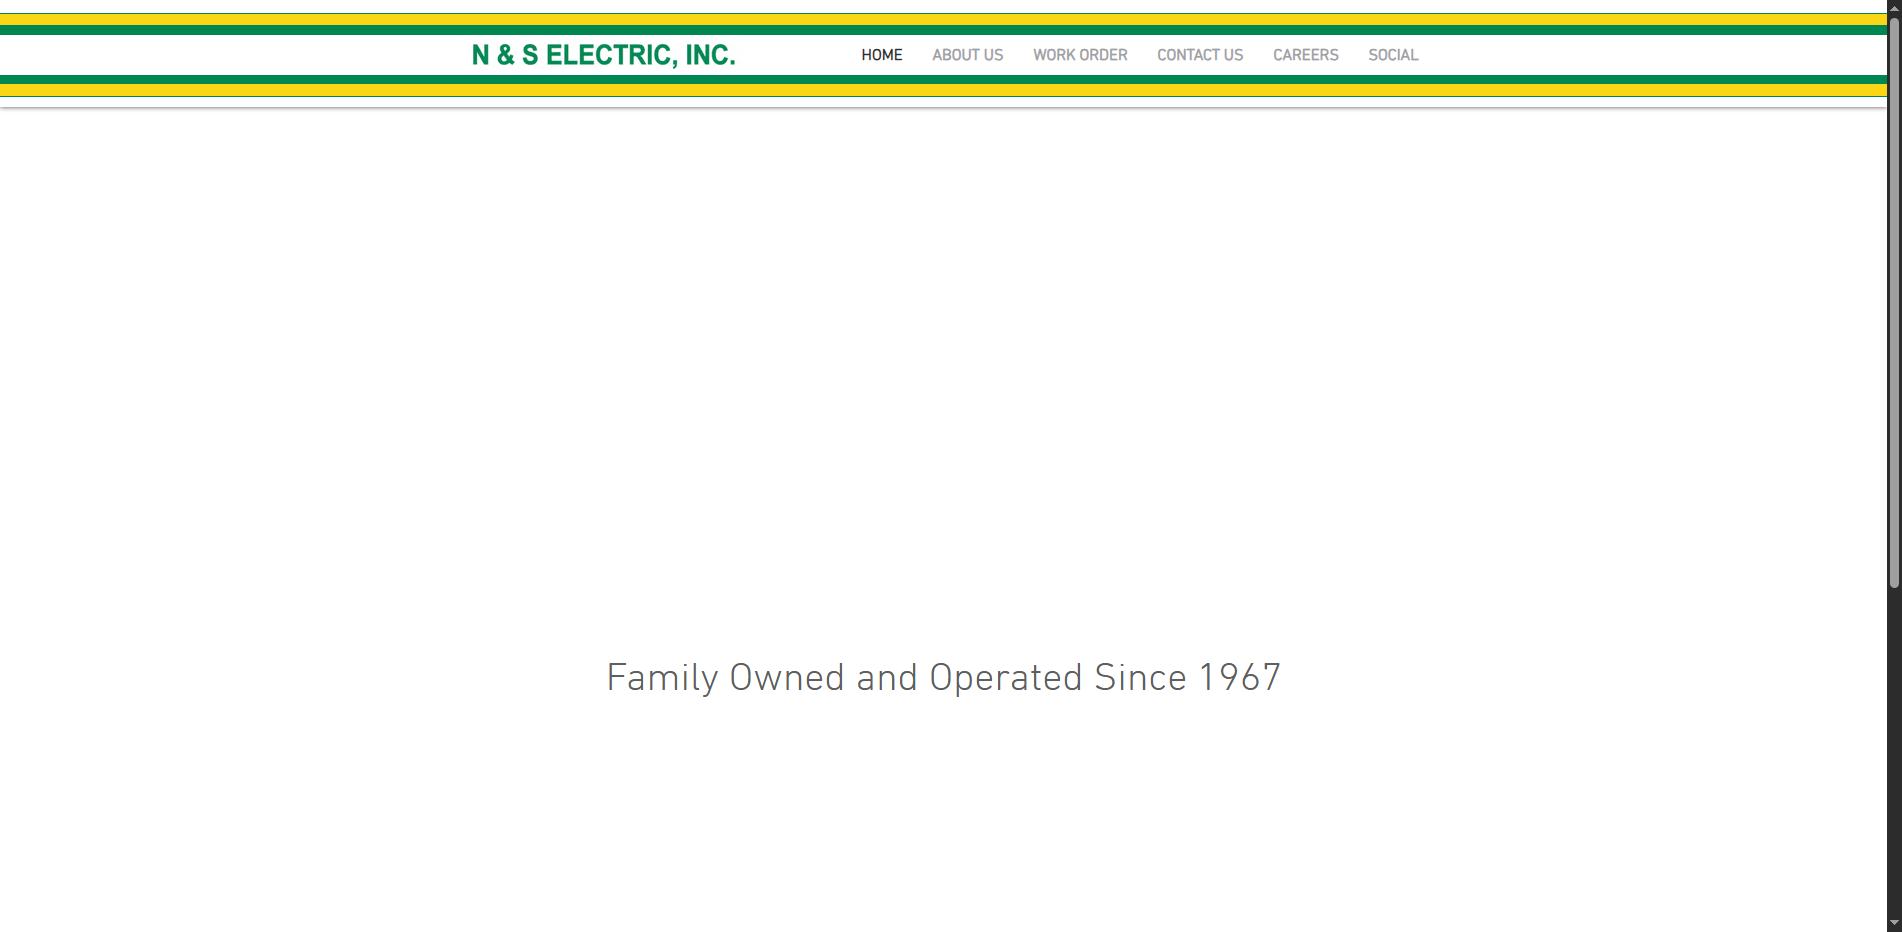 N & S ELECTRIC, INC.
HOME ABOUT US WORK ORDER CONTACT US CAREERS SOCIAL
Family Owned and Operated Since 1967